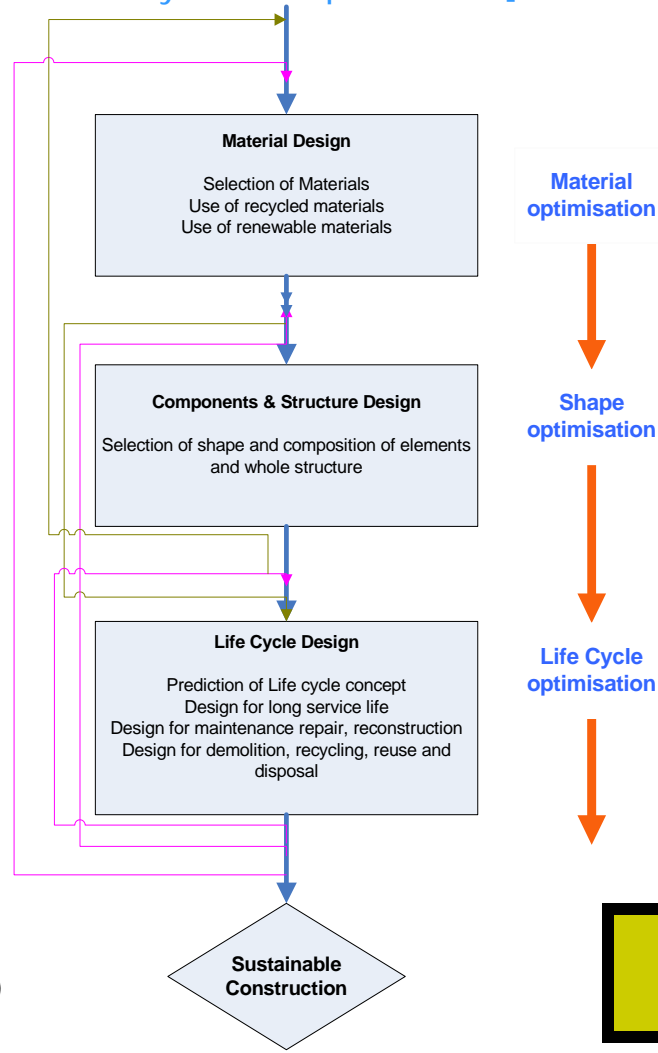 Material Design
Selection of Materials
Use of recycled materials
Use of renewable materials
Material
optimisation
Components & Structure Design
Selection of shape and composition of elements
and whole structure
Shape
optimisation
Life Cycle Design
Prediction of Life cycle concept
Design for long service life
Design for maintenance repair, reconstruction
Design for demolition, recycling, reuse and
disposal
Life Cycle
optimisation
Sustainable
Construction